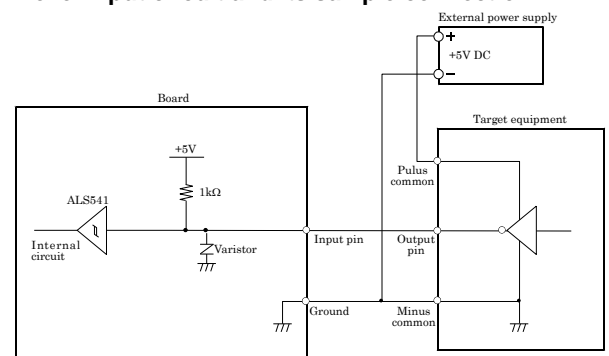 External power supply
+
+5V DC
−
Board
Target equipment
+5V
1kΩ
ALS541
Pulus
common
Internal
circuit
Varistor
Input pin
Output
pin
Ground
Minus
common